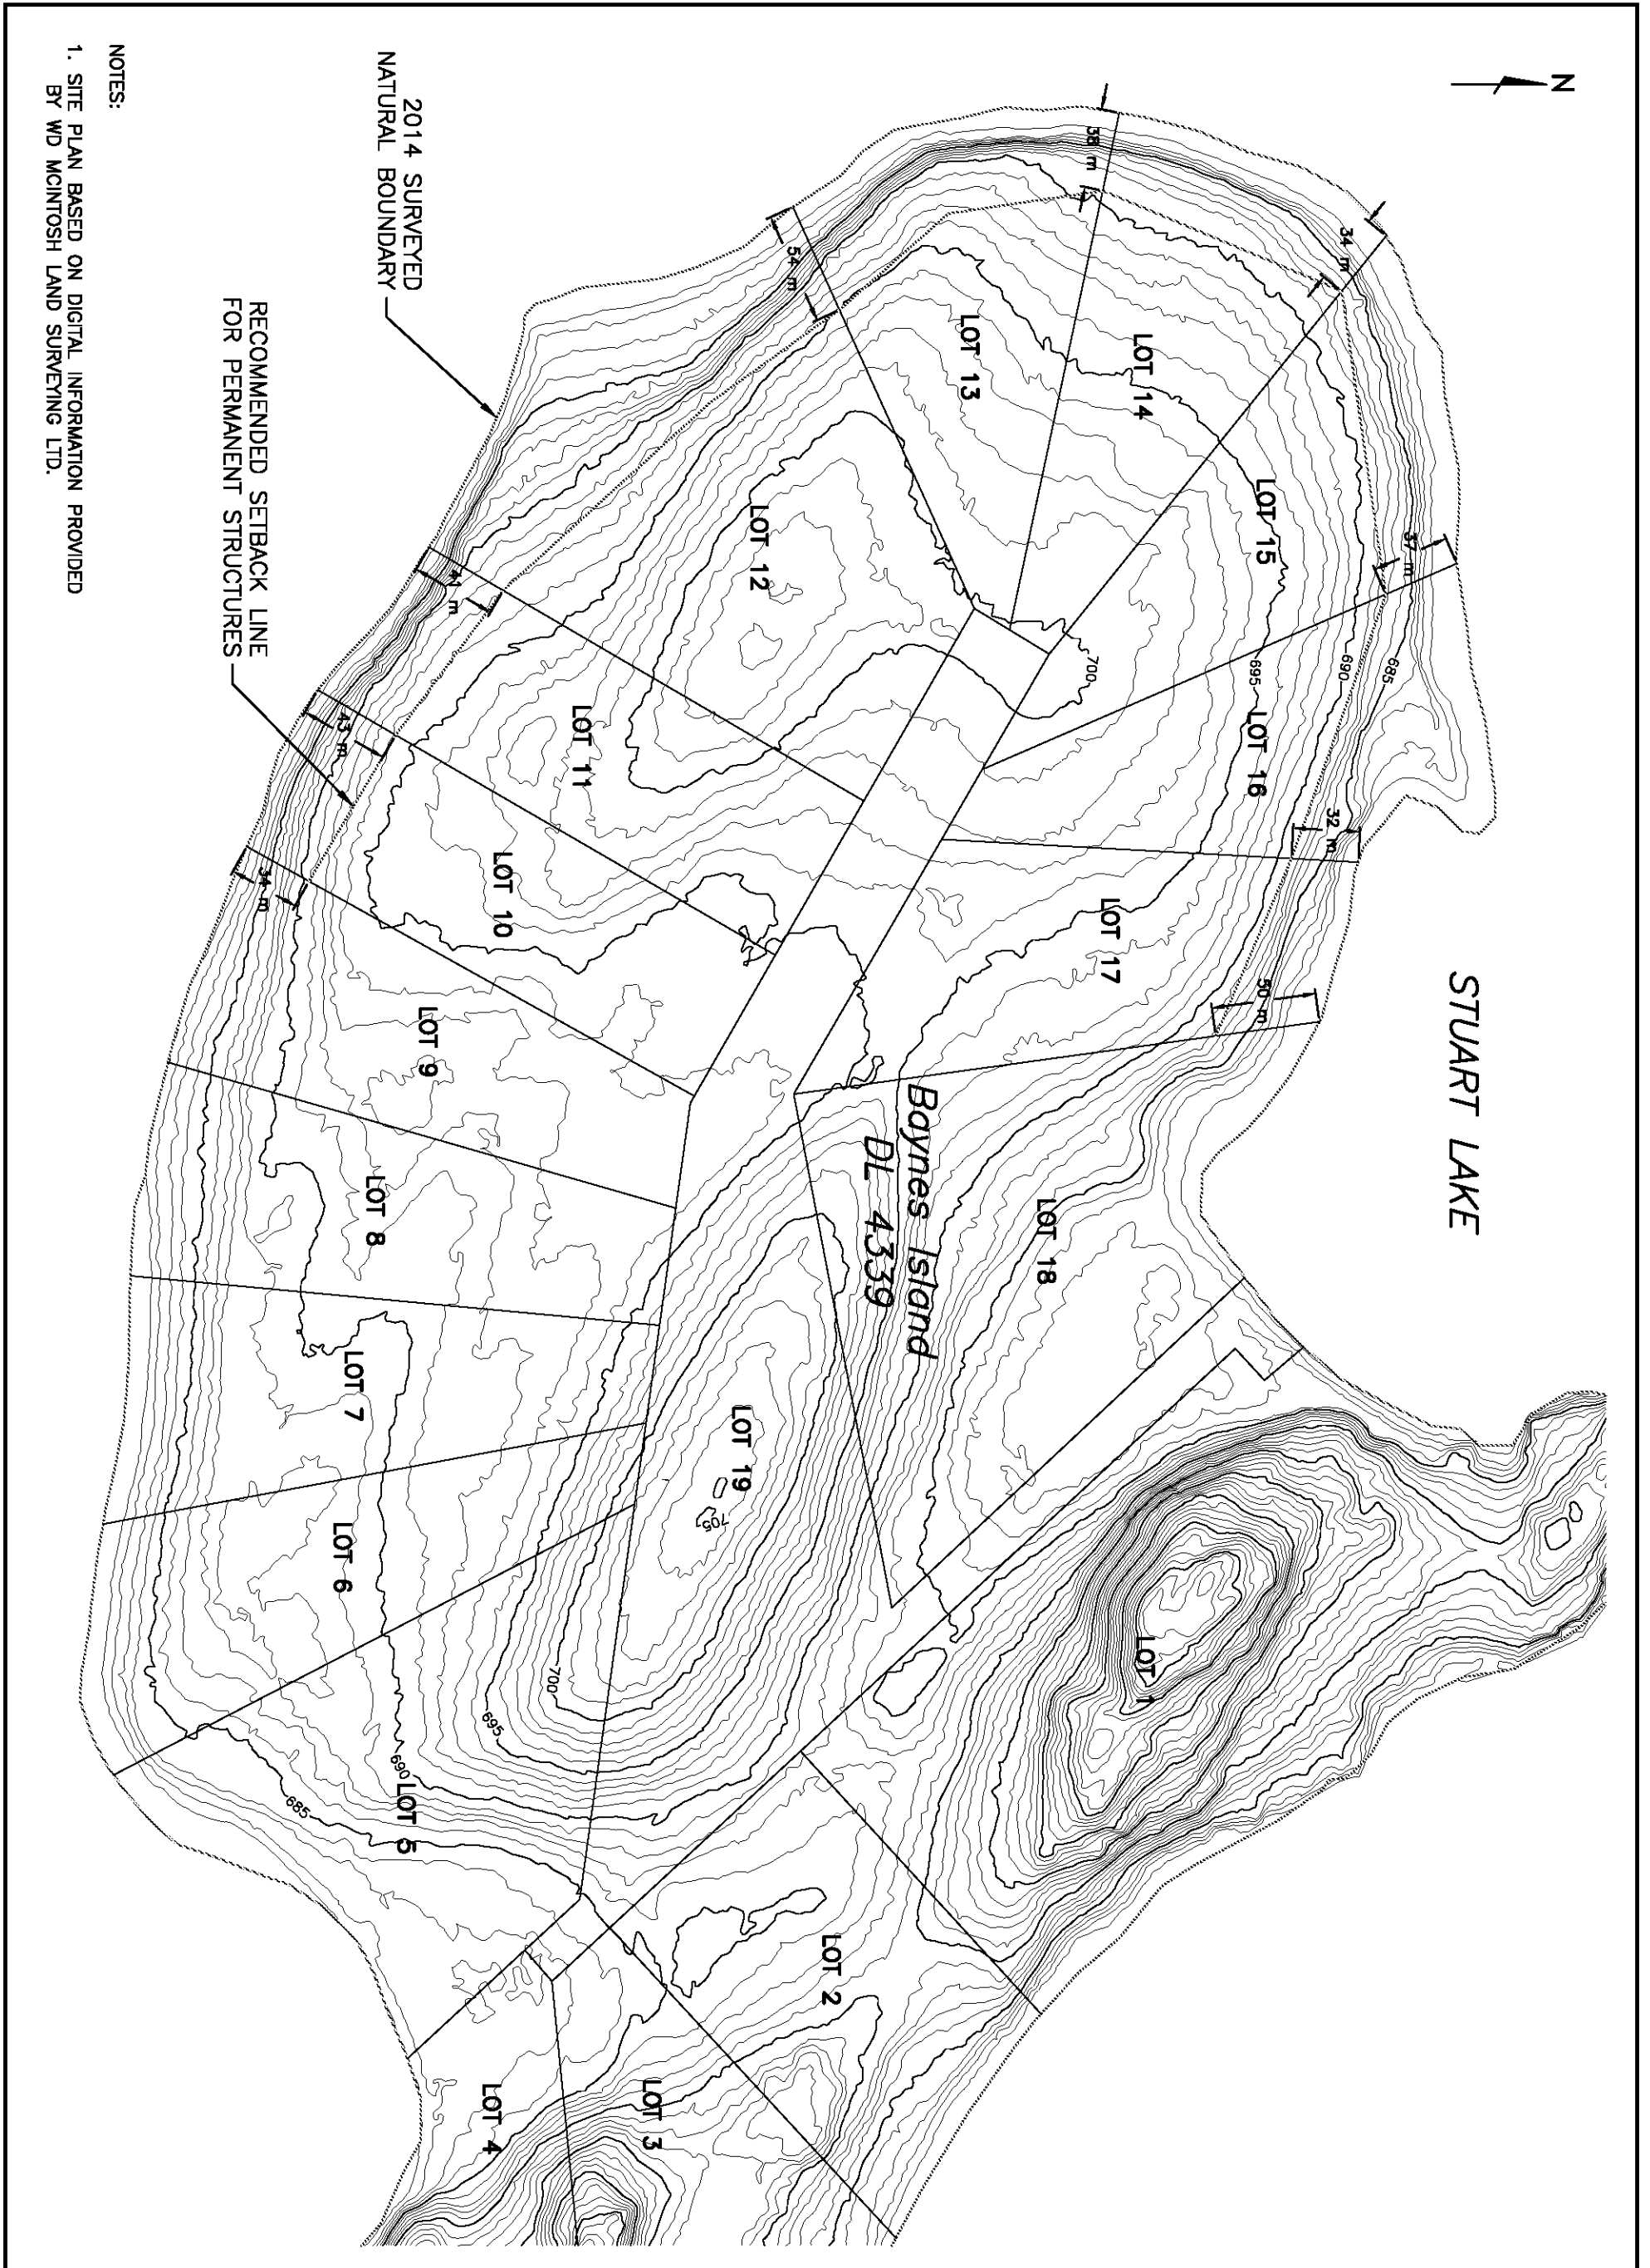 N
STUART LAKE
34 m
37 m
38 m
LOT 15
690
685
695
LOT 16
32 m
LOT 14
700
LOT 17
50 m
LOT 13
LOT 18
LOT 1
54 m
Baynes Island
DL 4339
LOT 12
LOT 19
705
LOT 2
2014 SURVEYED
NATURAL BOUNDARY
LOT 11
41 m
LOT 10
700
695
LOT 3
43 m
LOT 9
690
LOT 5
LOT 4
RECOMMENDED SETBACK LINE
FOR PERMANENT STRUCTURES
34 m
LOT 8
LOT 7
LOT 6
685
NOTES:
1. SITE PLAN BASED ON DIGITAL INFORMATION PROVIDED
BY WD MCINTOSH LAND SURVEYING LTD.